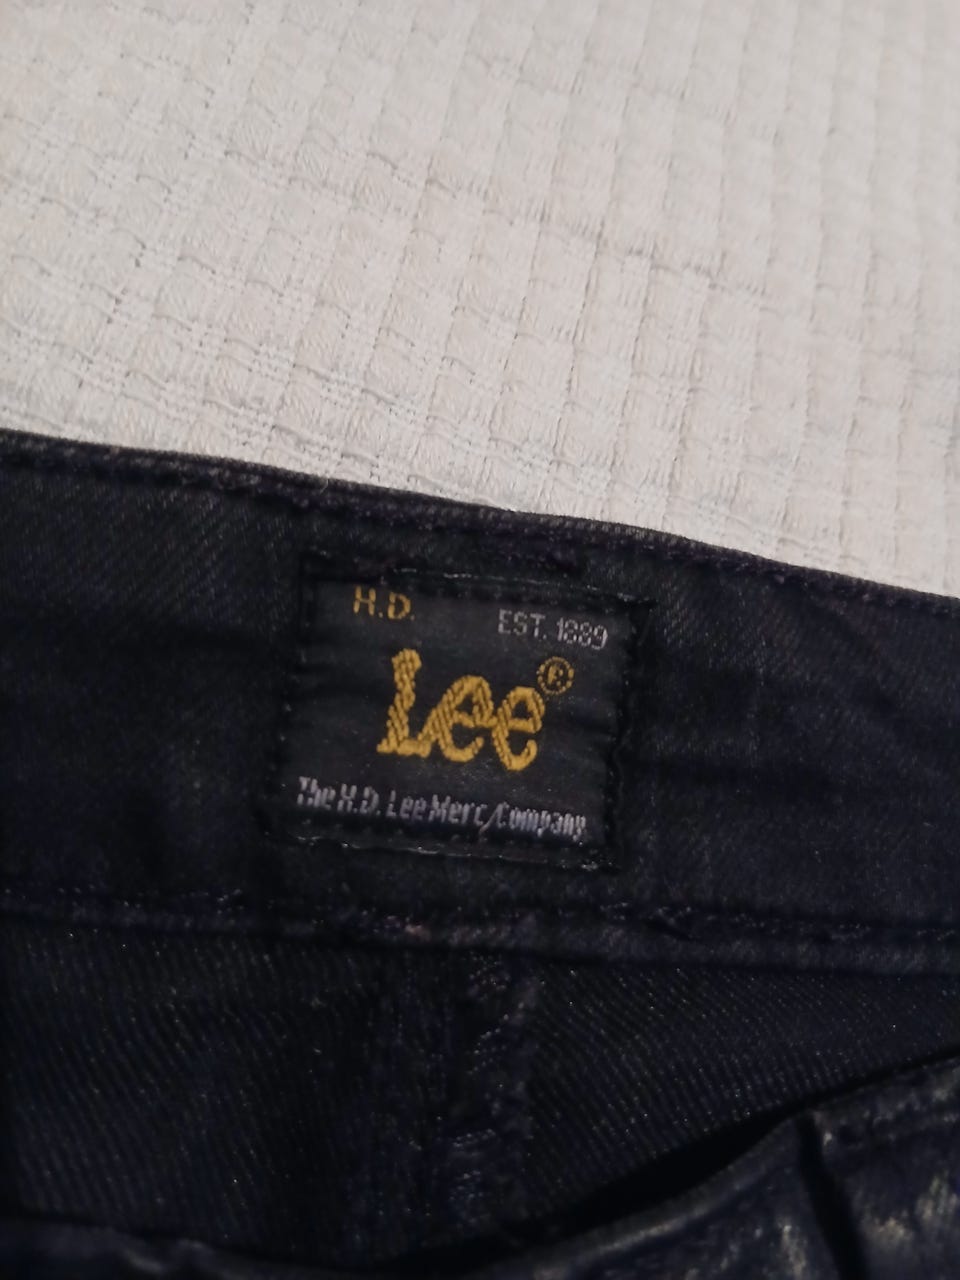 H.D.
EST. 1889
Lee®
The H.D. Lee Merc/Company